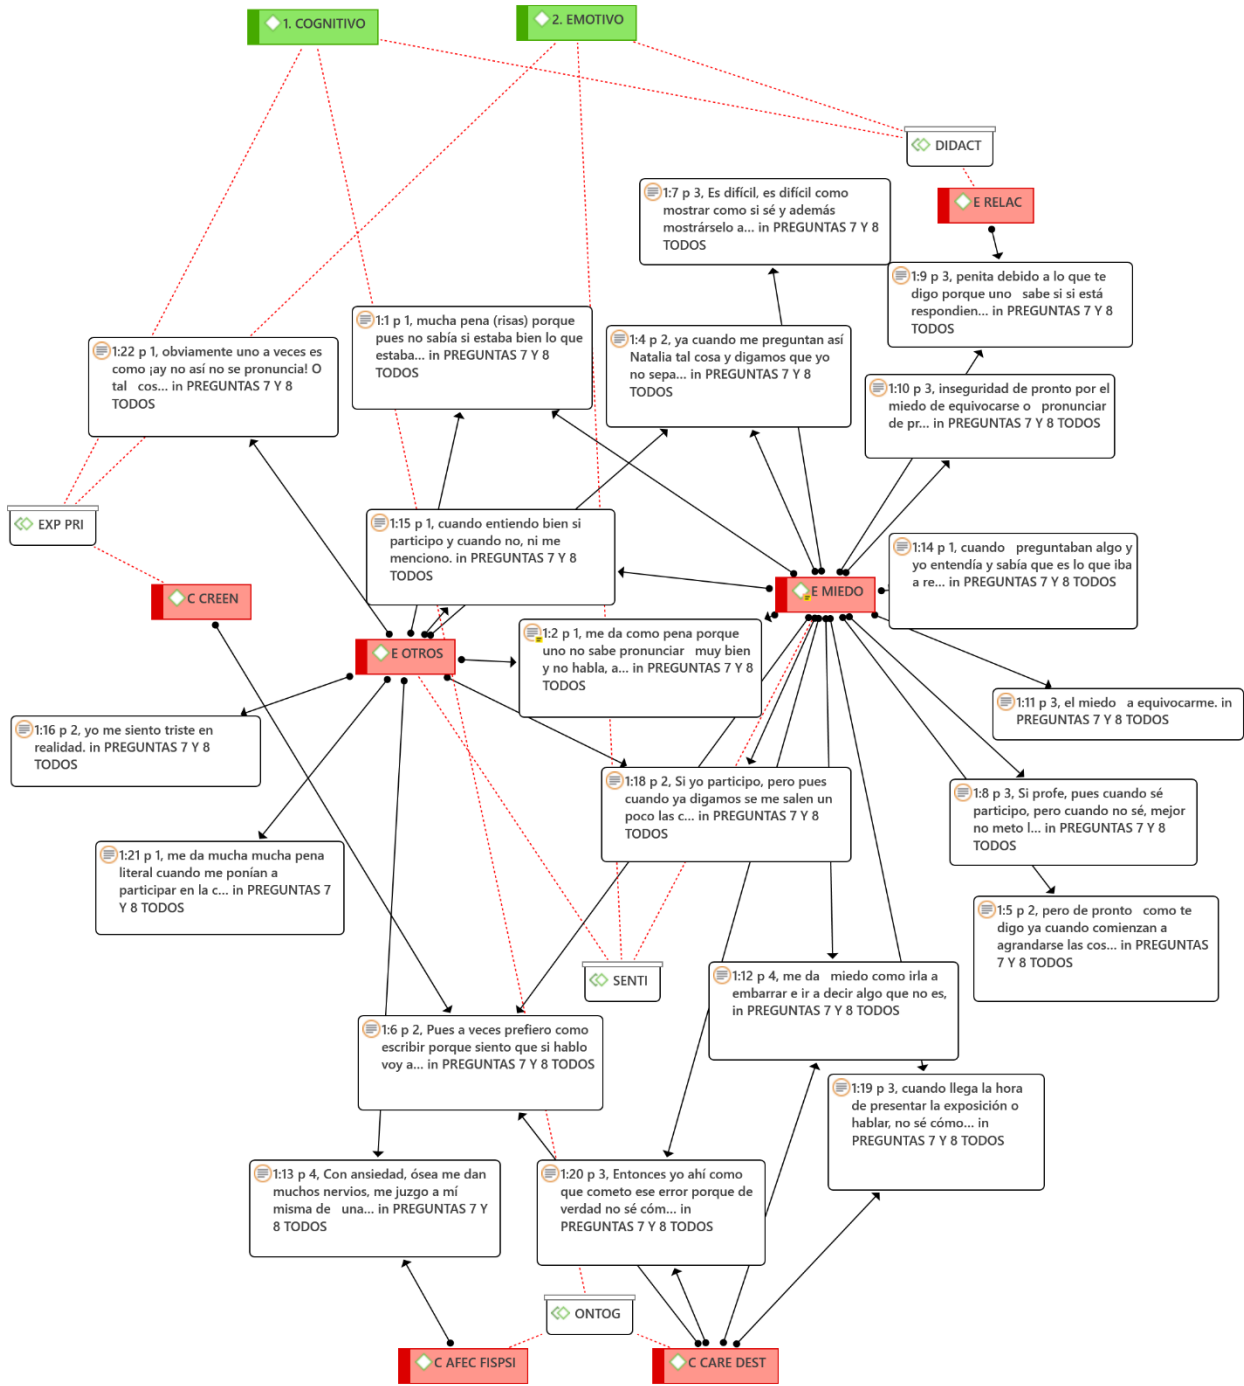 1. COGNITIVO
2. EMOTIVO
DIDACT
1:7 p 3, Es difícil, es difícil como
mostrar como si sé y además
mostrárselo a... in PREGUNTAS 7 Y 8
TODOS
E RELAC
1:9 p 3, penita debido a lo que te
digo porque uno sabe si si está
respondien... in PREGUNTAS 7 Y 8
TODOS
1:1 p 1, mucha pena (risas) porque
pues no sabía si estaba bien lo que
estaba... in PREGUNTAS 7 Y 8
TODOS
1:4 p 2, ya cuando me preguntan así
Natalia tal cosa y digamos que yo
no sepa... in PREGUNTAS 7 Y 8
TODOS
1:22 p 1, obviamente uno a veces es
como ¡ay no así no se pronuncia! O
tal cos... in PREGUNTAS 7 Y 8
TODOS
1:10 p 3, inseguridad de pronto por el
miedo de equivocarse o pronunciar
de pr... in PREGUNTAS 7 Y 8 TODOS
EXP PRI
1:15 p 1, cuando entiendo bien si
participo y cuando no, ni me
menciono. in PREGUNTAS 7 Y 8
TODOS
1:14 p 1, cuando preguntaban algo y
yo entendía y sabía que es lo que iba
a re... in PREGUNTAS 7 Y 8 TODOS
C CREEN
E MIEDO
E OTROS
1:2 p 1, me da como pena porque
uno no sabe pronunciar muy bien
y no habla, a... in PREGUNTAS 7 Y 8
TODOS
1:11 p 3, el miedo a equivocarme. in
PREGUNTAS 7 Y 8 TODOS
1:16 p 2, yo me siento triste en
realidad. in PREGUNTAS 7 Y 8
TODOS
1:18 p 2, Si yo participo, pero pues
cuando ya digamos se me salen un
poco las c... in PREGUNTAS 7 Y 8
TODOS
1:8 p 3, Si profe, pues cuando sé
participo, pero cuando no sé, mejor
no meto l... in PREGUNTAS 7 Y 8
TODOS
1:21 p 1, me da mucha mucha pena
literal cuando me ponían a
participar en la c... in PREGUNTAS 7
Y 8 TODOS
1:5 p 2, pero de pronto como te
digo ya cuando comienzan a
agrandarse las cos... in PREGUNTAS
7 Y 8 TODOS
SENTI
1:12 p 4, me da miedo como irla a
embarrar e ir a decir algo que no es,
in PREGUNTAS 7 Y 8 TODOS
1:6 p 2, Pues a veces prefiero como
escribir porque siento que si hablo
voy a... in PREGUNTAS 7 Y 8 TODOS
1:19 p 3, cuando llega la hora
de presentar la exposición o
hablar, no sé cómo... in
PREGUNTAS 7 Y 8 TODOS
1:13 p 4, Con ansiedad, ósea me dan
muchos nervios, me juzgo a mí
misma de una... in PREGUNTAS 7 Y
8 TODOS
1:20 p 3, Entonces yo ahí como
que cometo ese error porque de
verdad no sé cóm... in
PREGUNTAS 7 Y 8 TODOS
ONTOG
C AFEC FISPSI
C CARE DEST